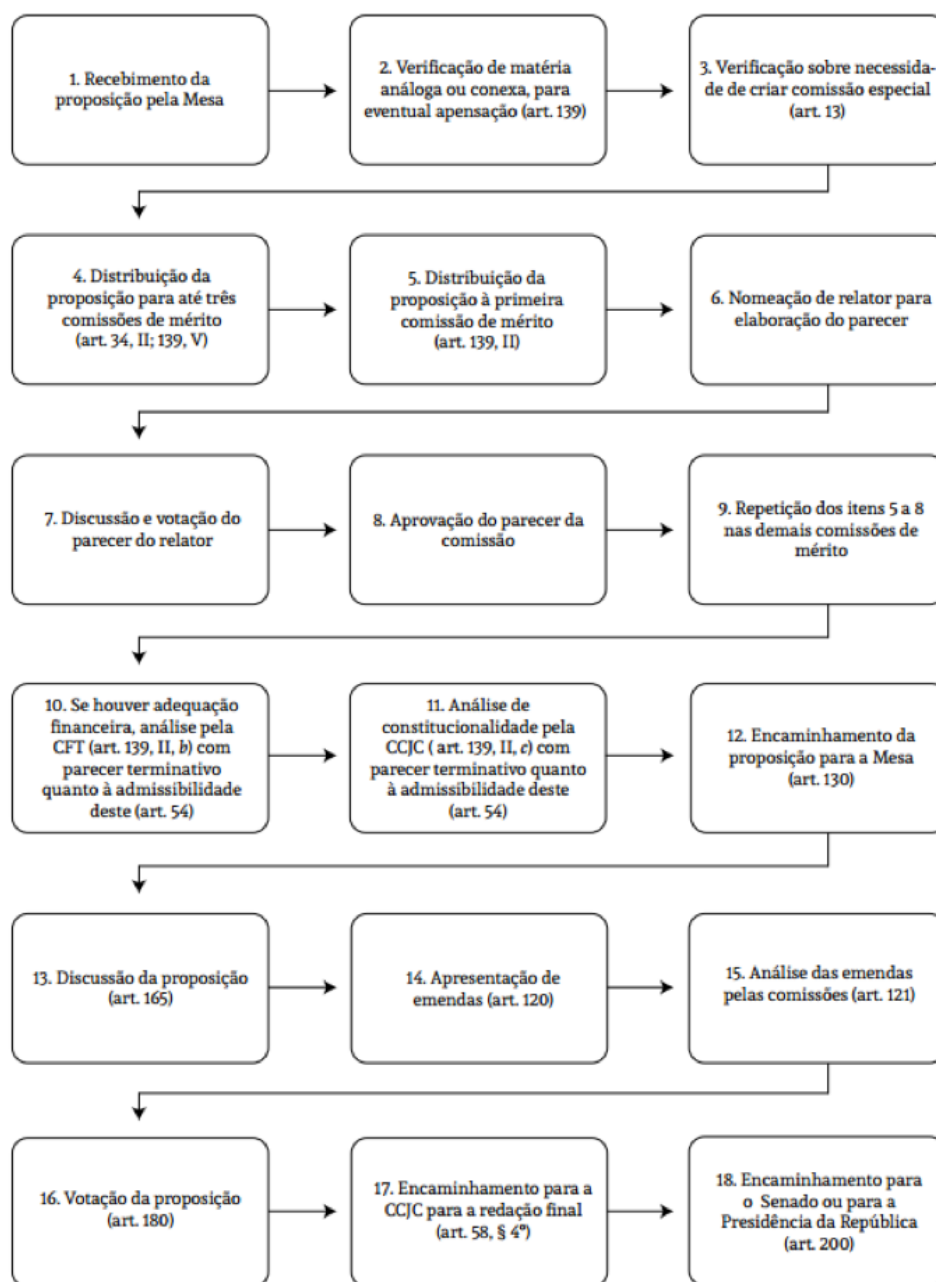 1. Recebimento da
proposição pela Mesa
2. Verificação de matéria
análoga ou conexa, para
eventual apensação (art. 139)
3. Verificação sobre necessida-
de de criar comissão especial
(art. 13)
4. Distribuição da
proposição para até três
comissões de mérito
(art. 34, II; 139, V)
5. Distribuição da
proposição à primeira
comissão de mérito
(art. 139, II)
6. Nomeação de relator para
elaboração do parecer
7. Discussão e votação do
parecer do relator
8. Aprovação do parecer da
comissão
9. Repetição dos itens 5 a 8
nas demais comissões de
mérito
10. Se houver adequação
financeira, análise pela
CFT (art. 139, II, b) com
parecer terminativo
quanto à admissibilidade
deste (art. 54)
11. Análise de
constitucionalidade pela
CCJC ( art. 139, II, c) com
parecer terminativo quanto
à admissibilidade deste
(art. 54)
12. Encaminhamento da
proposição para a Mesa
(art. 130)
13. Discussão da proposição
(art. 165)
14. Apresentação de
emendas (art. 120)
15. Análise das emendas
pelas comissões (art. 121)
16. Votação da proposição
(art. 180)
17. Encaminhamento para a
CCJC para a redação final
(art. 58, § 4º)
18. Encaminhamento para
o Senado ou para a
Presidência da República
(art. 200)